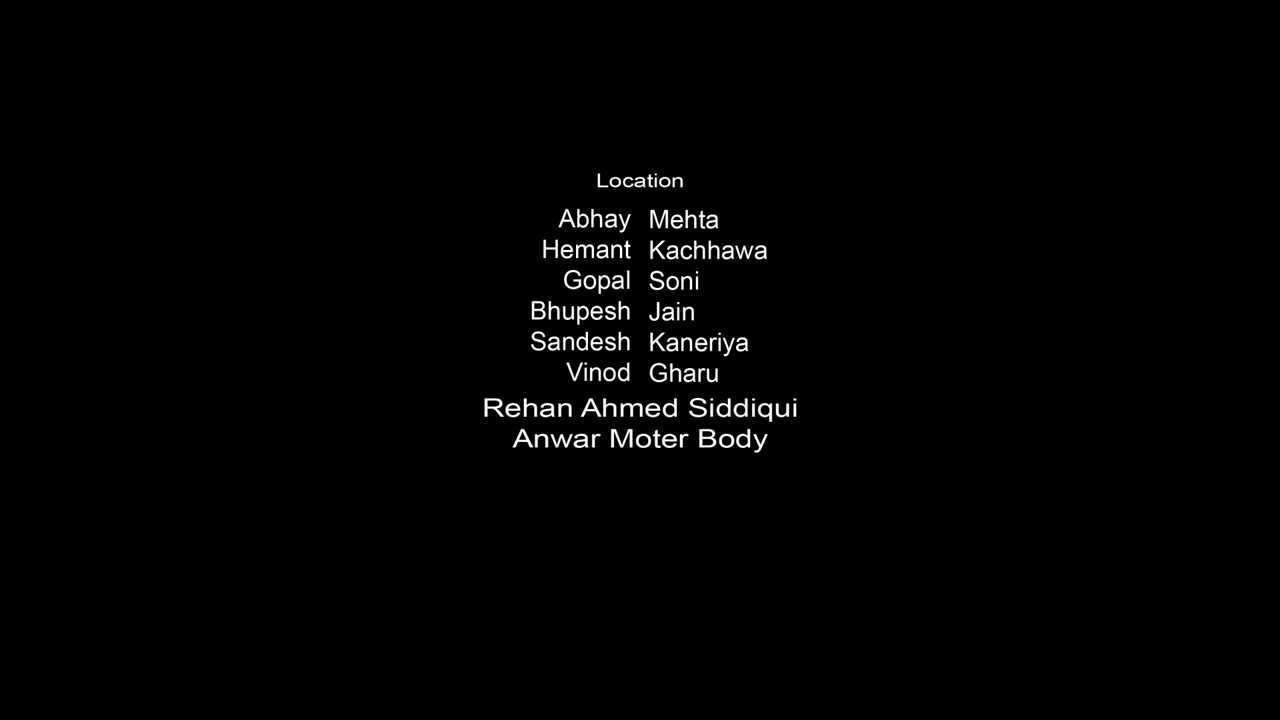 Location
Abhay Mehta
Hemant Kachhawa
Gopal Soni
Bhupesh Jain
Sandesh Kaneriya
Vinod Gharu
Rehan Ahmed Siddiqui
Anwar Moter Body